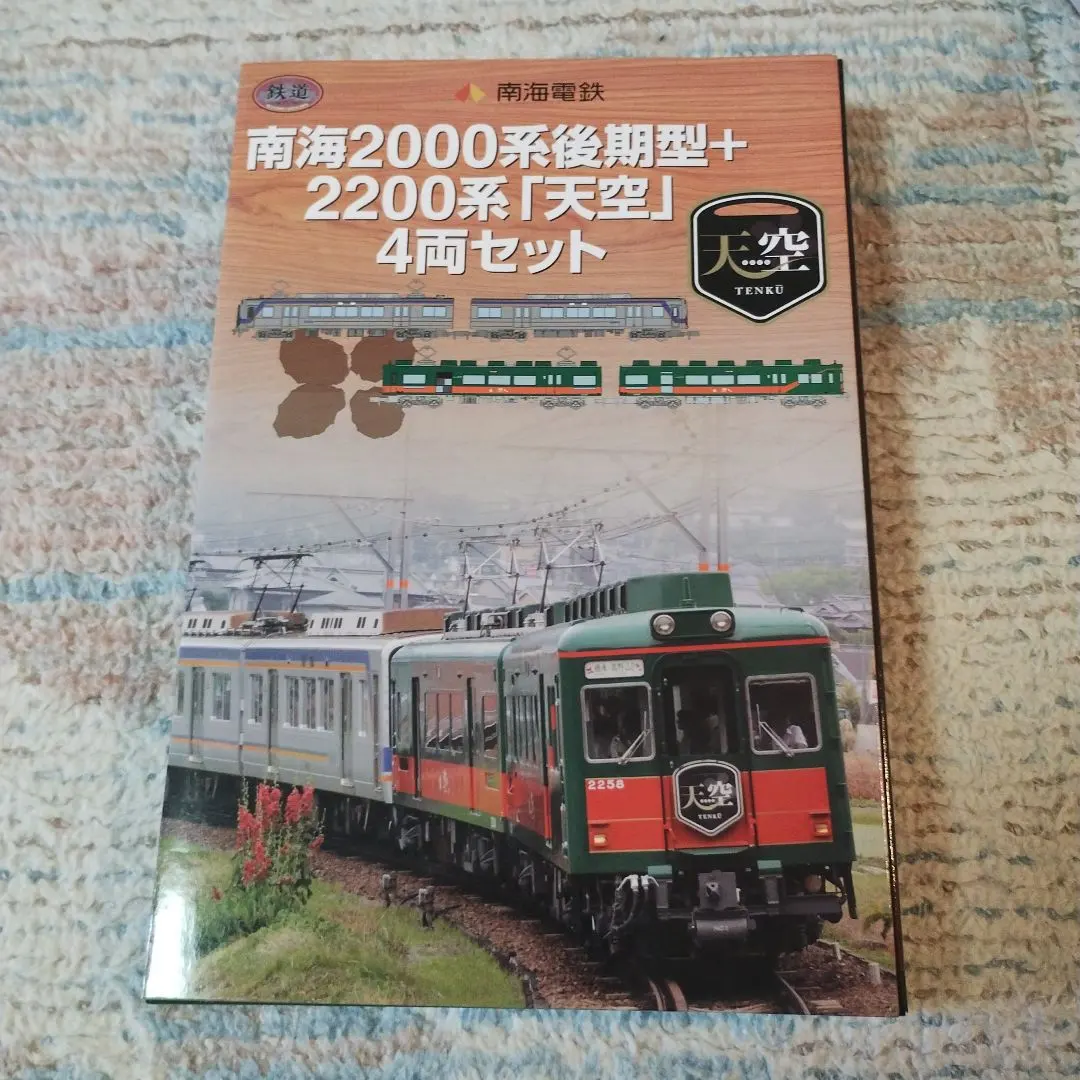 鉄道
南海電鉄
南海2000系後期型+
2200系「天空」
4両セット
天空
TENKŪ
2258
天空
TENKŪ